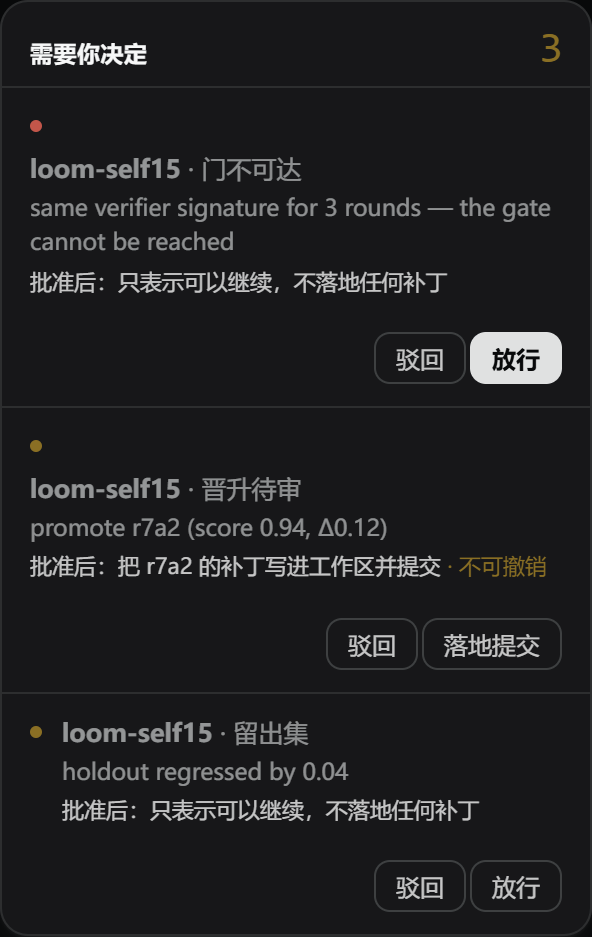 需要你决定
3
loom-self15 · 门不可达
same verifier signature for 3 rounds — the gate
cannot be reached
批准后：只表示可以继续，不落地任何补丁
驳回
放行
loom-self15 · 晋升待审
promote r7a2 (score 0.94, Δ0.12)
批准后：把 r7a2 的补丁写进工作区并提交 · 不可撤销
驳回
落地提交
loom-self15 · 留出集
holdout regressed by 0.04
批准后：只表示可以继续，不落地任何补丁
驳回
放行